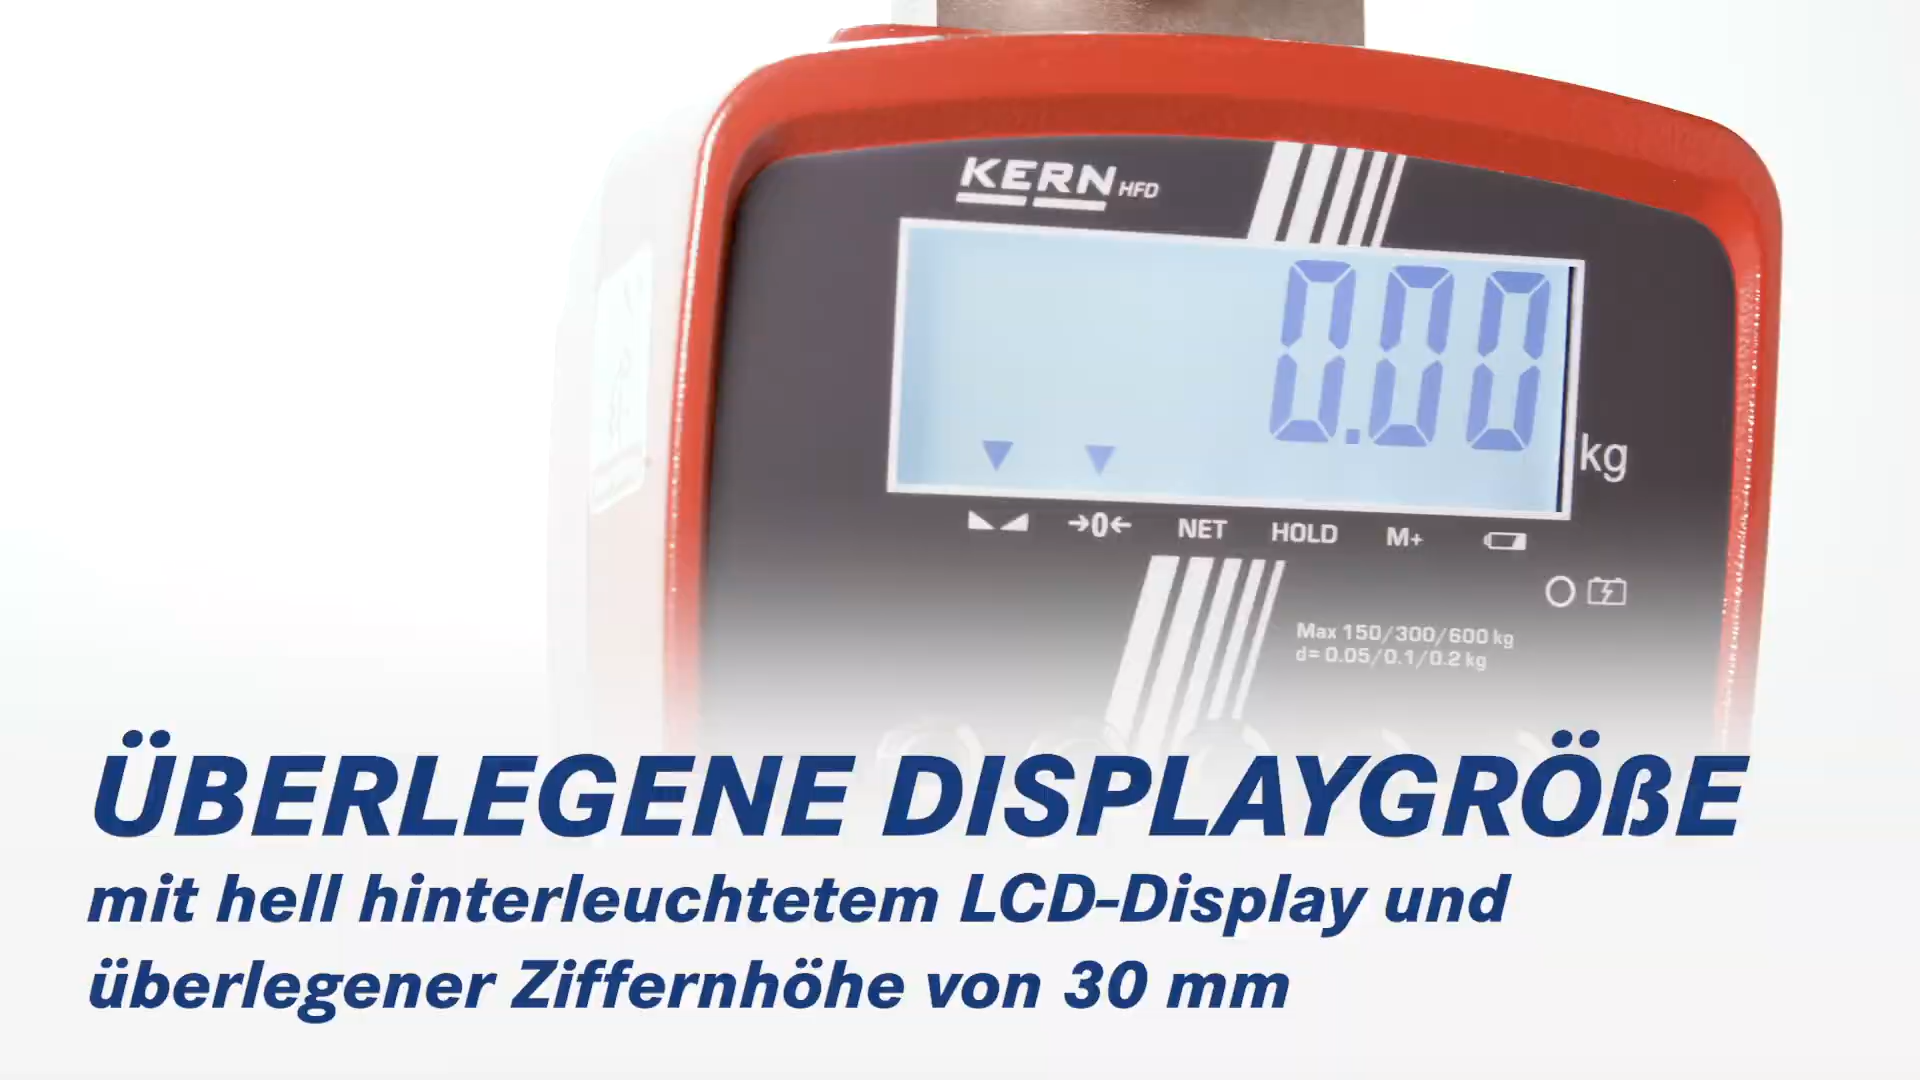 KERN HFD
0.00
kg
→0← NET HOLD M+
Max 150/300/600 kg
d= 0.05/0.1/0.2 kg
ÜBERLEGENE DISPLAYGRÖßE
mit hell hinterleuchtetem LCD-Display und
überlegener Ziffernhöhe von 30 mm